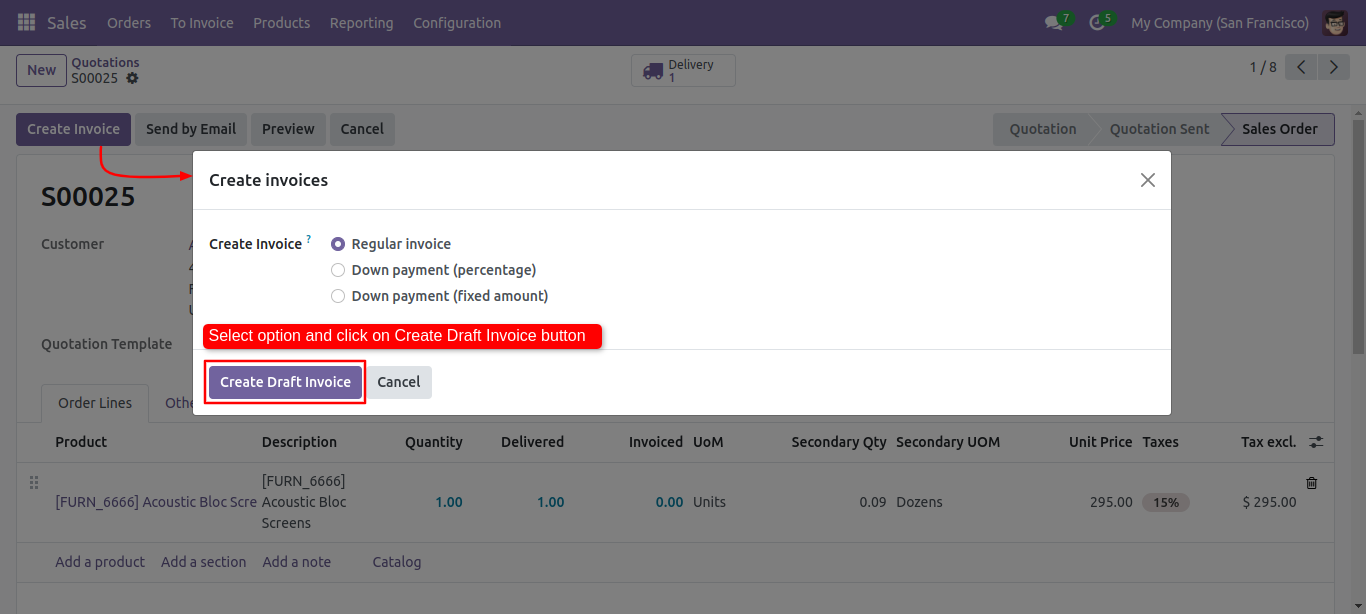 Sales Orders To Invoice Products Reporting Configuration 7 5 My Company (San Francisco)
New Quotations Delivery
S00025 1 1 / 8
Create Invoice Send by Email Preview Cancel Quotation Quotation Sent Sales Order
Create invoices
S00025
Customer Create Invoice ? Regular invoice
Down payment (percentage)
Down payment (fixed amount)
Select option and click on Create Draft Invoice button
Quotation Template
Create Draft Invoice Cancel
Order Lines
Product Description Quantity Delivered Invoiced UoM Secondary Qty Secondary UOM Unit Price Taxes Tax excl.
[FURN_6666]
[FURN_6666] Acoustic Bloc Scre Acoustic Bloc 1.00 1.00 0.00 Units 0.09 Dozens 295.00 15% $ 295.00
Screens
Add a product Add a section Add a note Catalog